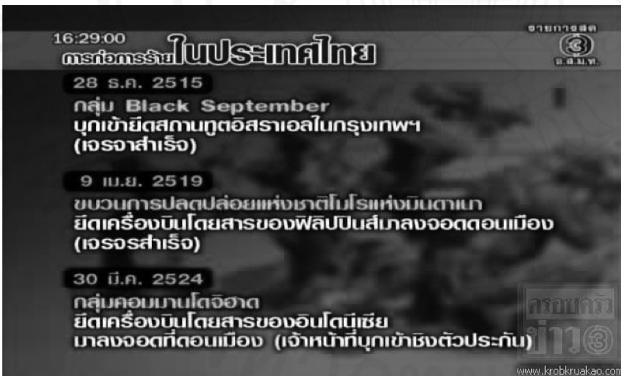 รายการสด
16:29:00
การก่อการร้ายในประเทศไทย
3
อ.ส.ม.ท.
28 ธ.ค. 2515
กลุ่ม Black September
บุกเข้ายึดสถานทูตอิสราเอลในกรุงเทพฯ
(เจรจาสำเร็จ)
9 เม.ย. 2519
ขบวนการปลดปล่อยแห่งชาติโมโรแห่งมินดาเนา
ยึดเครื่องบินโดยสารของฟิลิปปินส์มาลงจอดดอนเมือง
(เจรจรสำเร็จ)
30 มี.ค. 2524
กลุ่มคอมมานโดจิฮาด
ยึดเครื่องบินโดยสารของอินโดนีเซีย
มาลงจอดที่ดอนเมือง (เจ้าหน้าที่บุกเข้าชิงตัวประกัน)
ครอบครัว
ข่าว3
www.krobkruakao.com